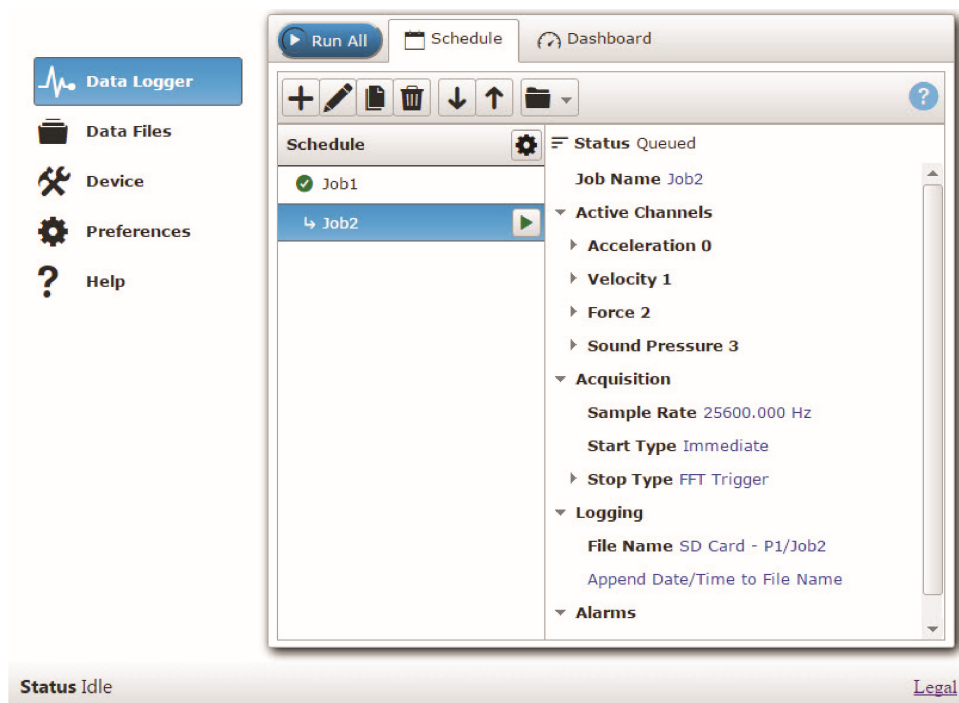 Run All
Schedule
Dashboard
Data Logger
Data Files
Device
Preferences
Help
?
Schedule
Job1
Job2
Status Queued
Job Name Job2
Active Channels
Acceleration 0
Velocity 1
Force 2
Sound Pressure 3
Acquisition
Sample Rate 25600.000 Hz
Start Type Immediate
Stop Type FFT Trigger
Logging
File Name SD Card - P1/Job2
Append Date/Time to File Name
Alarms
Status Idle
Legal